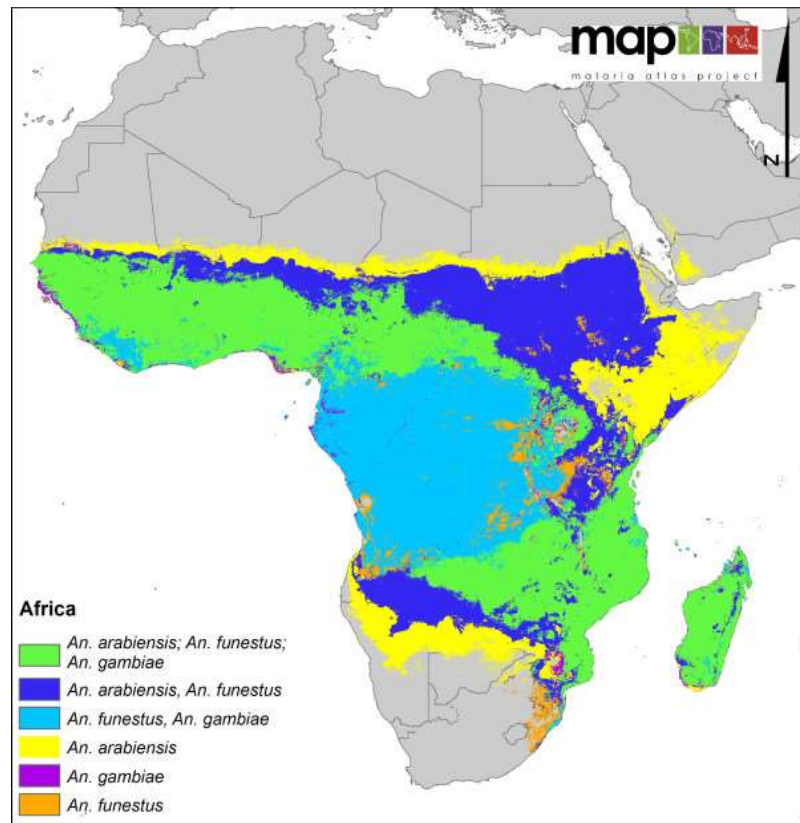 map
malaria atlas project
N
Africa
An. arabiensis; An. funestus;
An. gambiae
An. arabiensis, An. funestus
An. funestus, An. gambiae
An. arabiensis
An. gambiae
An. funestus